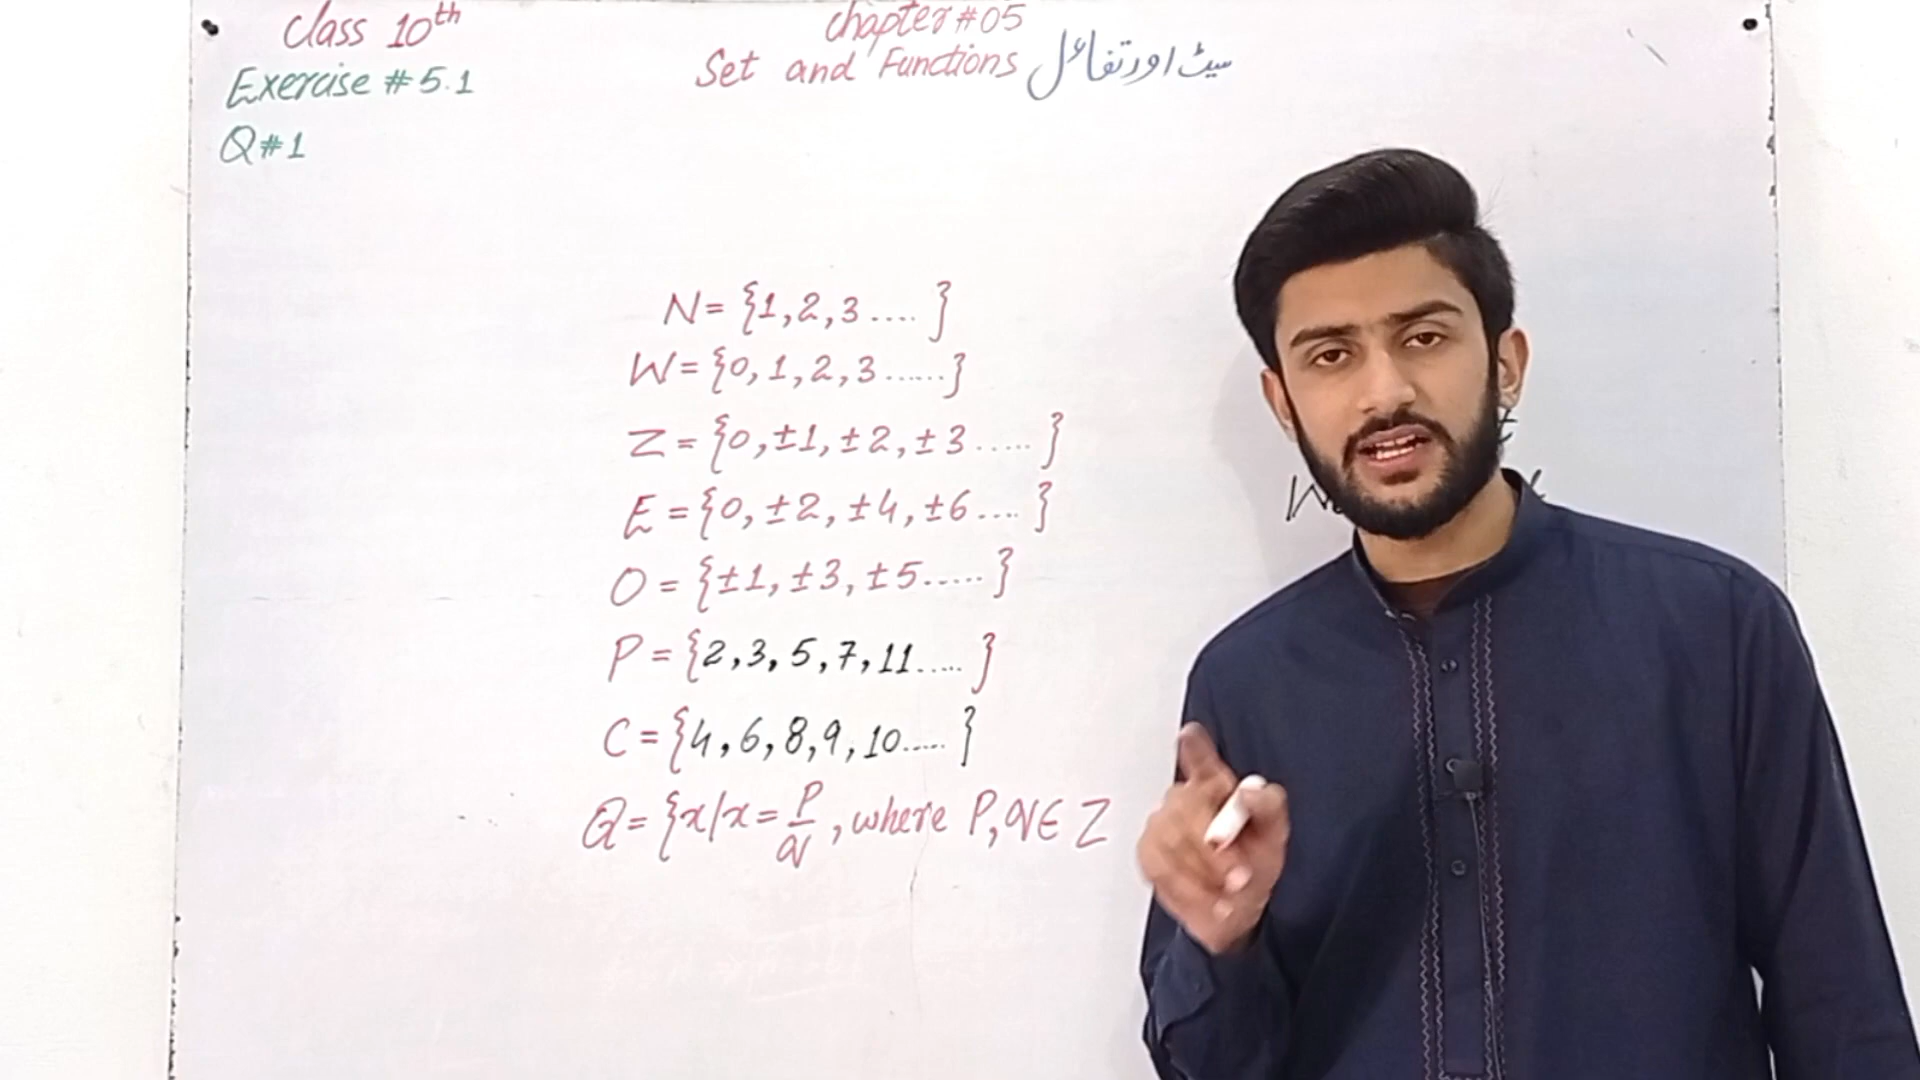 Class 10th
Exercise #5.1
Q#1
Chapter #05
Set and Functions سیٹ اور تفاعل
N= {1,2,3.... }
W={0,1,2,3......}
Z = {0,±1,±2,±3..... }
E ={0,±2,±4,±6.... }
O = {±1,±3,±5..... }
P = {2,3,5,7,11..... }
C = {4,6,8,9,10..... }
Q= {x/x= P/q, where P,q∈Z